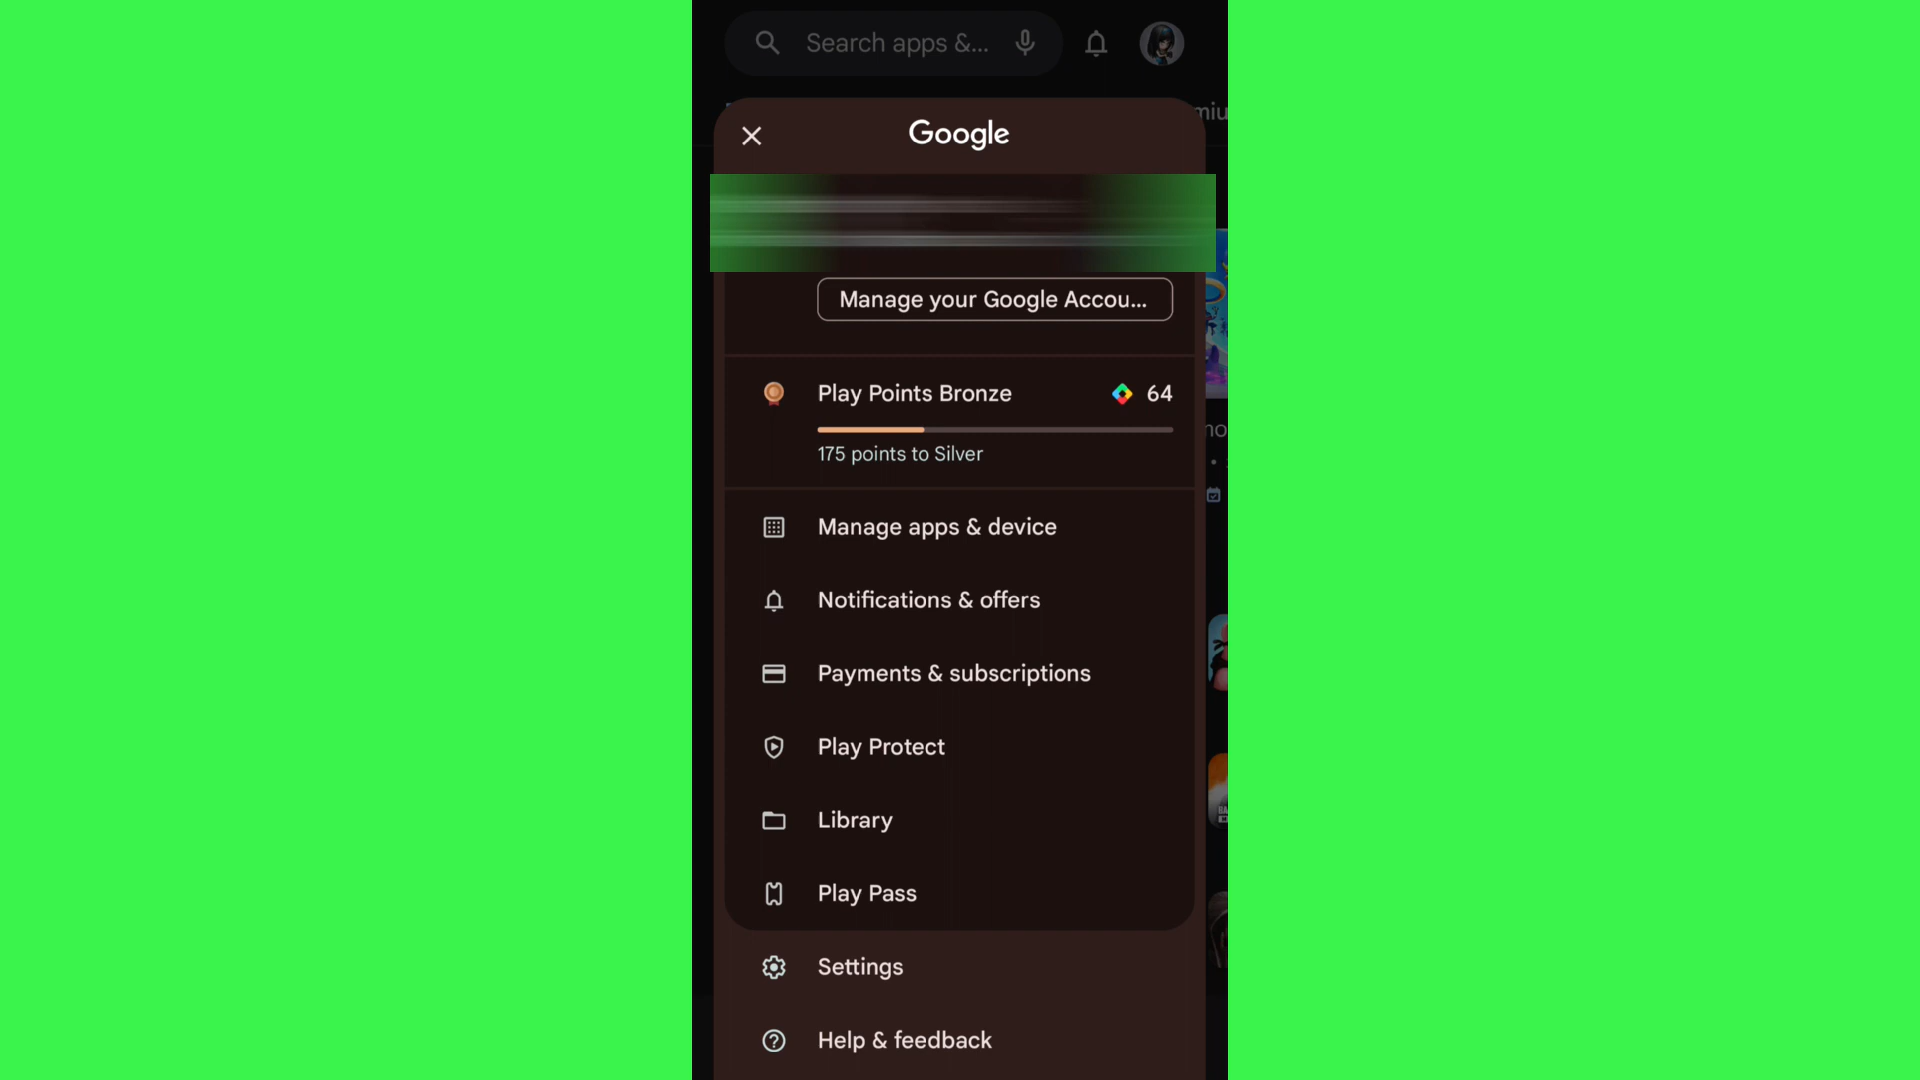 Search apps &...
Google
Manage your Google Accou...
Play Points Bronze
64
175 points to Silver
Manage apps & device
Notifications & offers
Payments & subscriptions
Play Protect
Library
Play Pass
Settings
Help & feedback